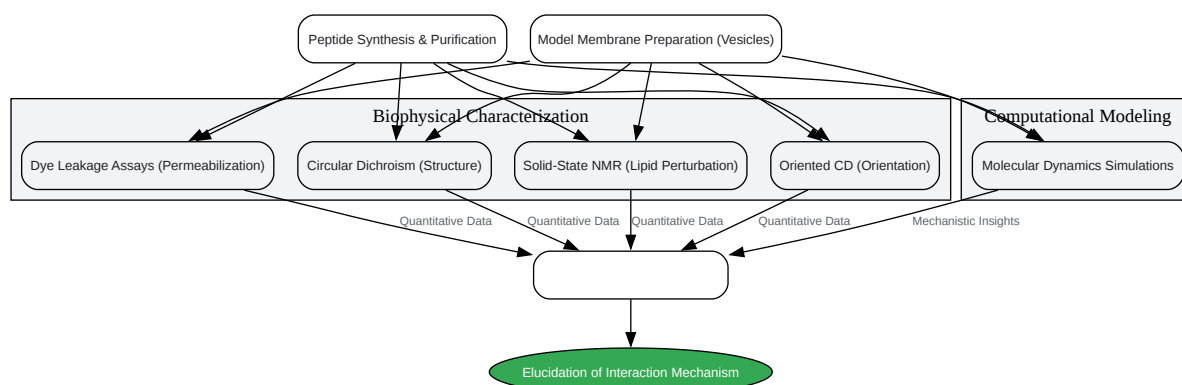 Peptide Synthesis & Purification
Model Membrane Preparation (Vesicles)
Biophysical Characterization
Computational Modeling
Dye Leakage Assays (Permeabilization)
Circular Dichroism (Structure)
Solid-State NMR (Lipid Perturbation)
Oriented CD (Orientation)
Molecular Dynamics Simulations
Quantitative Data
Quantitative Data
Quantitative Data
Quantitative Data
Mechanistic Insights
Elucidation of Interaction Mechanism